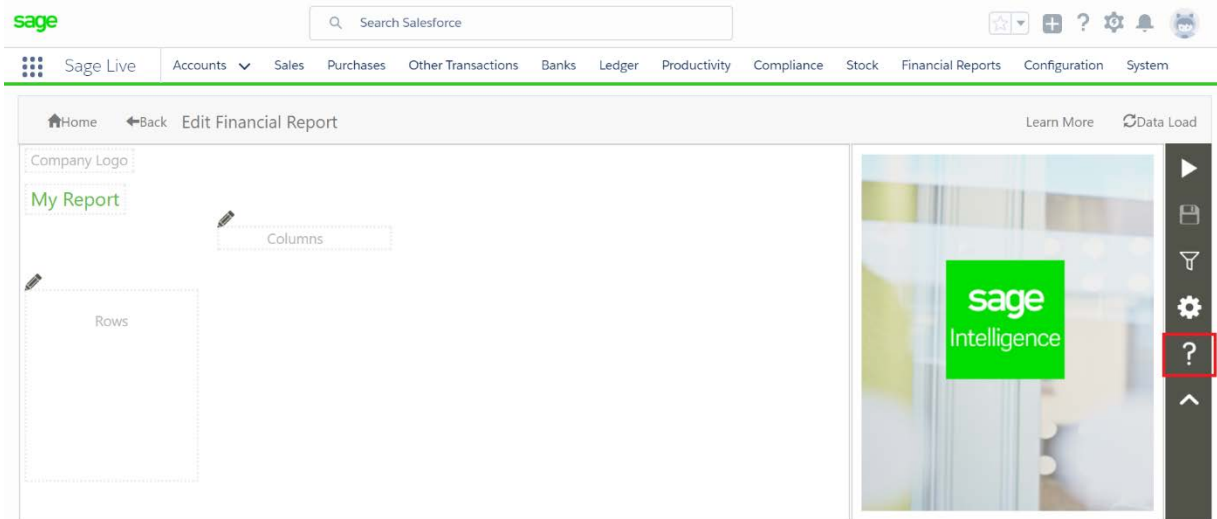 sage
Search Salesforce
?
Sage Live Accounts Sales Purchases Other Transactions Banks Ledger Productivity Compliance Stock Financial Reports Configuration System
Home Back Edit Financial Report Learn More Data Load
Company Logo
My Report
Columns
Rows
sage
Intelligence
?